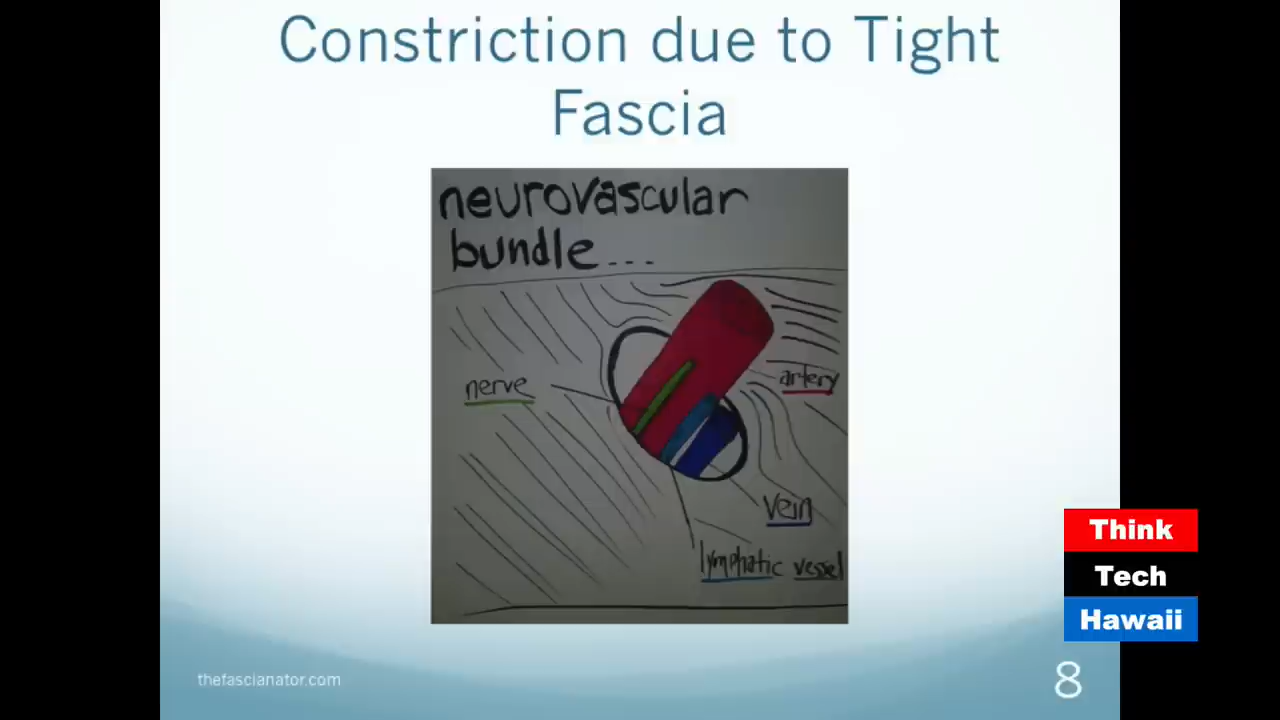 Constriction due to Tight
Fascia
neurovascular
bundle...
nerve
artery
vein
lymphatic vessel
Think
Tech
Hawaii
thefascianator.com
8